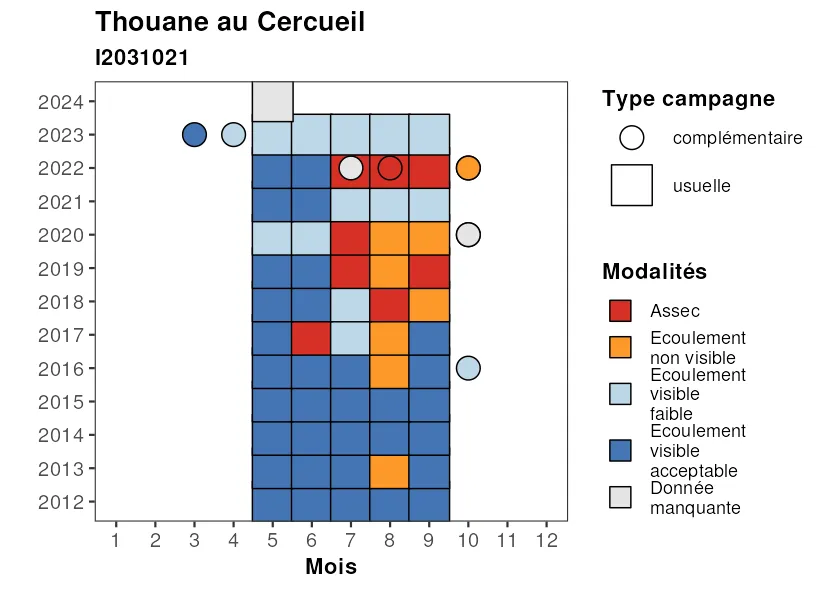 Thouane au Cercueil
I2031021
2024
2023
2022
2021
2020
2019
2018
2017
2016
2015
2014
2013
2012
1 2 3 4 5 6 7 8 9 10 11 12
Mois
Type campagne
complémentaire
usuelle
Modalités
Assec
Ecoulement
non visible
Ecoulement
visible
faible
Ecoulement
visible
acceptable
Donnée
manquante